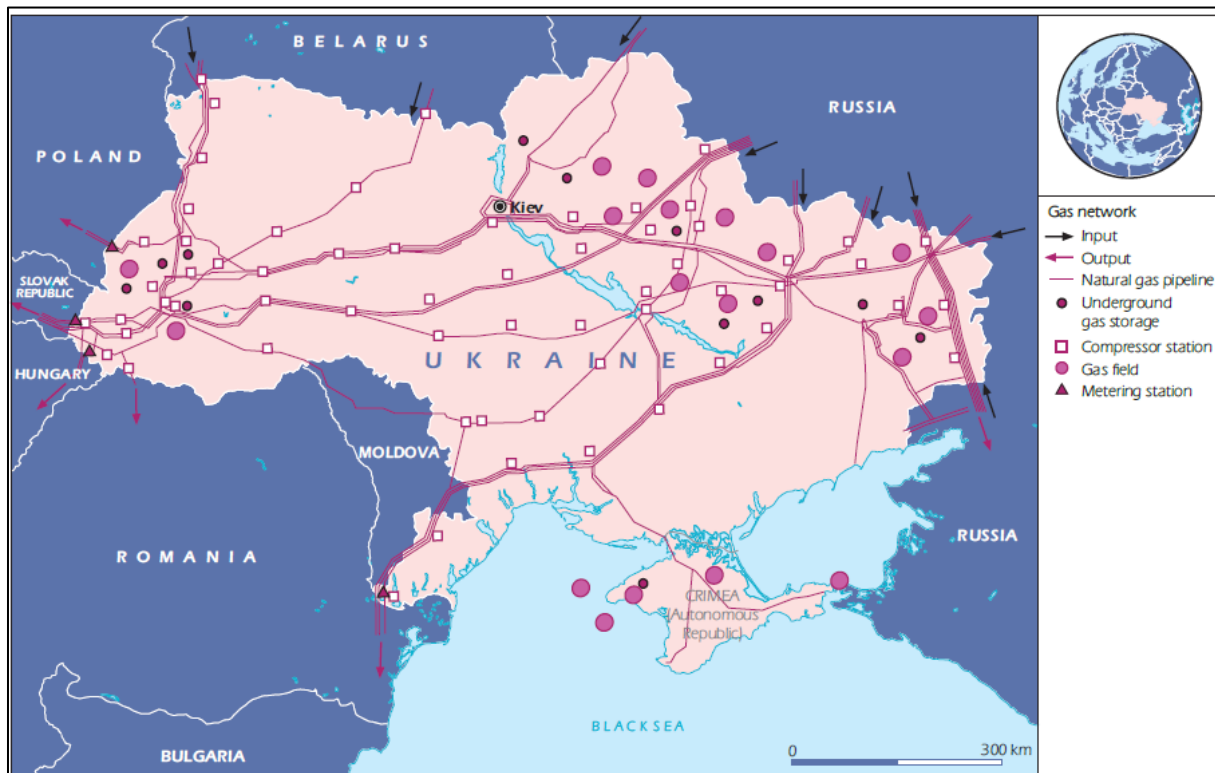 BELARUS
RUSSIA
POLAND
Kiev
SLOVAK
REPUBLIC
HUNGARY
UKRAINE
MOLDOVA
ROMANIA
RUSSIA
CRIMEA
(Autonomous
Republic)
BLACK SEA
BULGARIA
0 300 km
Gas network
Input
Output
Natural gas pipeline
Underground
gas storage
Compressor station
Gas field
Metering station